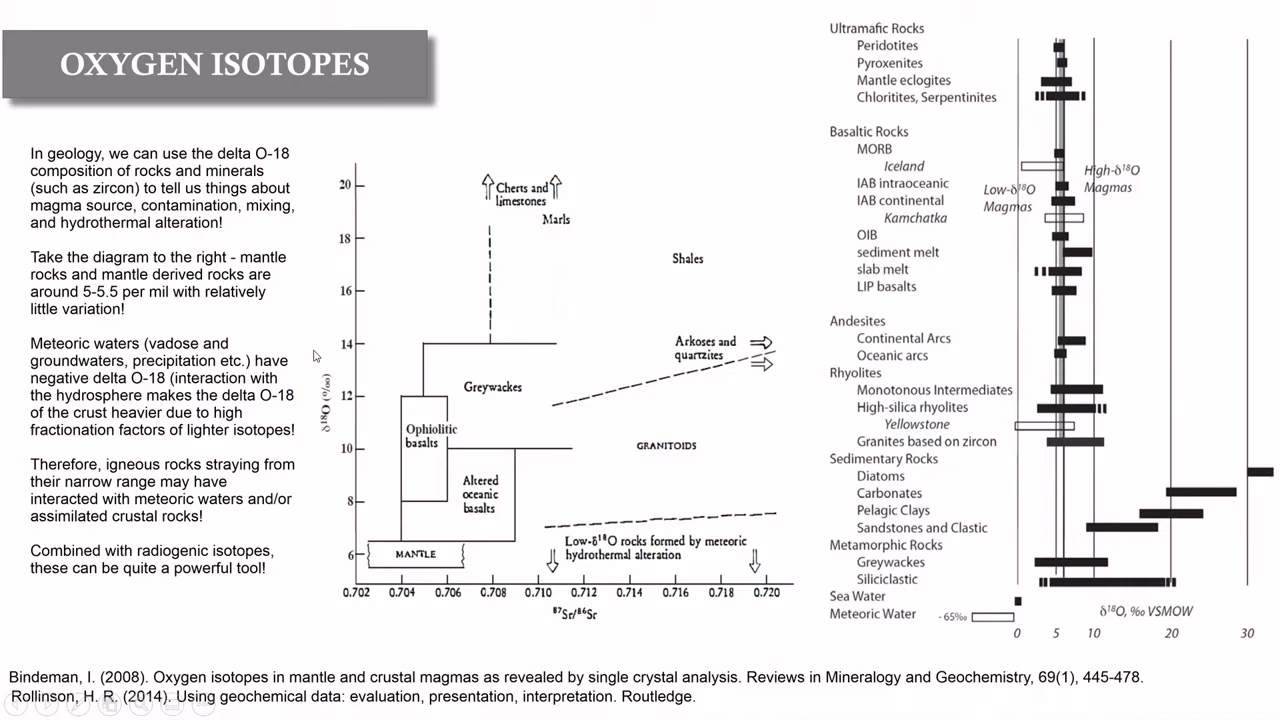 OXYGEN ISOTOPES
In geology, we can use the delta O-18
composition of rocks and minerals
(such as zircon) to tell us things about
magma source, contamination, mixing,
and hydrothermal alteration!
Take the diagram to the right - mantle
rocks and mantle derived rocks are
around 5-5.5 per mil with relatively
little variation!
Meteoric waters (vadose and
groundwaters, precipitation etc.) have
negative delta O-18 (interaction with
the hydrosphere makes the delta O-18
of the crust heavier due to high
fractionation factors of lighter isotopes!
Therefore, igneous rocks straying from
their narrow range may have
interacted with meteoric waters and/or
assimilated crustal rocks!
Combined with radiogenic isotopes,
these can be quite a powerful tool!
δ¹⁸O (‰)
20
18
16
14
12
10
8
6
Cherts and
limestones
Marls
Shales
Arkoses and
quartzites
Greywackes
Ophiolitic
basalts
GRANITOIDS
Altered
oceanic
basalts
Low-δ¹⁸O rocks formed by meteoric
hydrothermal alteration
MANTLE
0.702 0.704 0.706 0.708 0.710 0.712 0.714 0.716 0.718 0.720
⁸⁷Sr/⁸⁶Sr
Ultramafic Rocks
Peridotites
Pyroxenites
Mantle eclogites
Chloritites, Serpentinites
Basaltic Rocks
MORB
Iceland
IAB intraoceanic
IAB continental
Kamchatka
OIB
sediment melt
slab melt
LIP basalts
Low-δ¹⁸O
Magmas
High-δ¹⁸O
Magmas
Andesites
Continental Arcs
Oceanic arcs
Rhyolites
Monotonous Intermediates
High-silica rhyolites
Yellowstone
Granites based on zircon
Sedimentary Rocks
Diatoms
Carbonates
Pelagic Clays
Sandstones and Clastic
Metamorphic Rocks
Greywackes
Siliciclastic
Sea Water
Meteoric Water
- 65‰
δ¹⁸O, ‰ VSMOW
0 5 10 20 30
Bindeman, I. (2008). Oxygen isotopes in mantle and crustal magmas as revealed by single crystal analysis. Reviews in Mineralogy and Geochemistry, 69(1), 445-478.
Rollinson, H. R. (2014). Using geochemical data: evaluation, presentation, interpretation. Routledge.